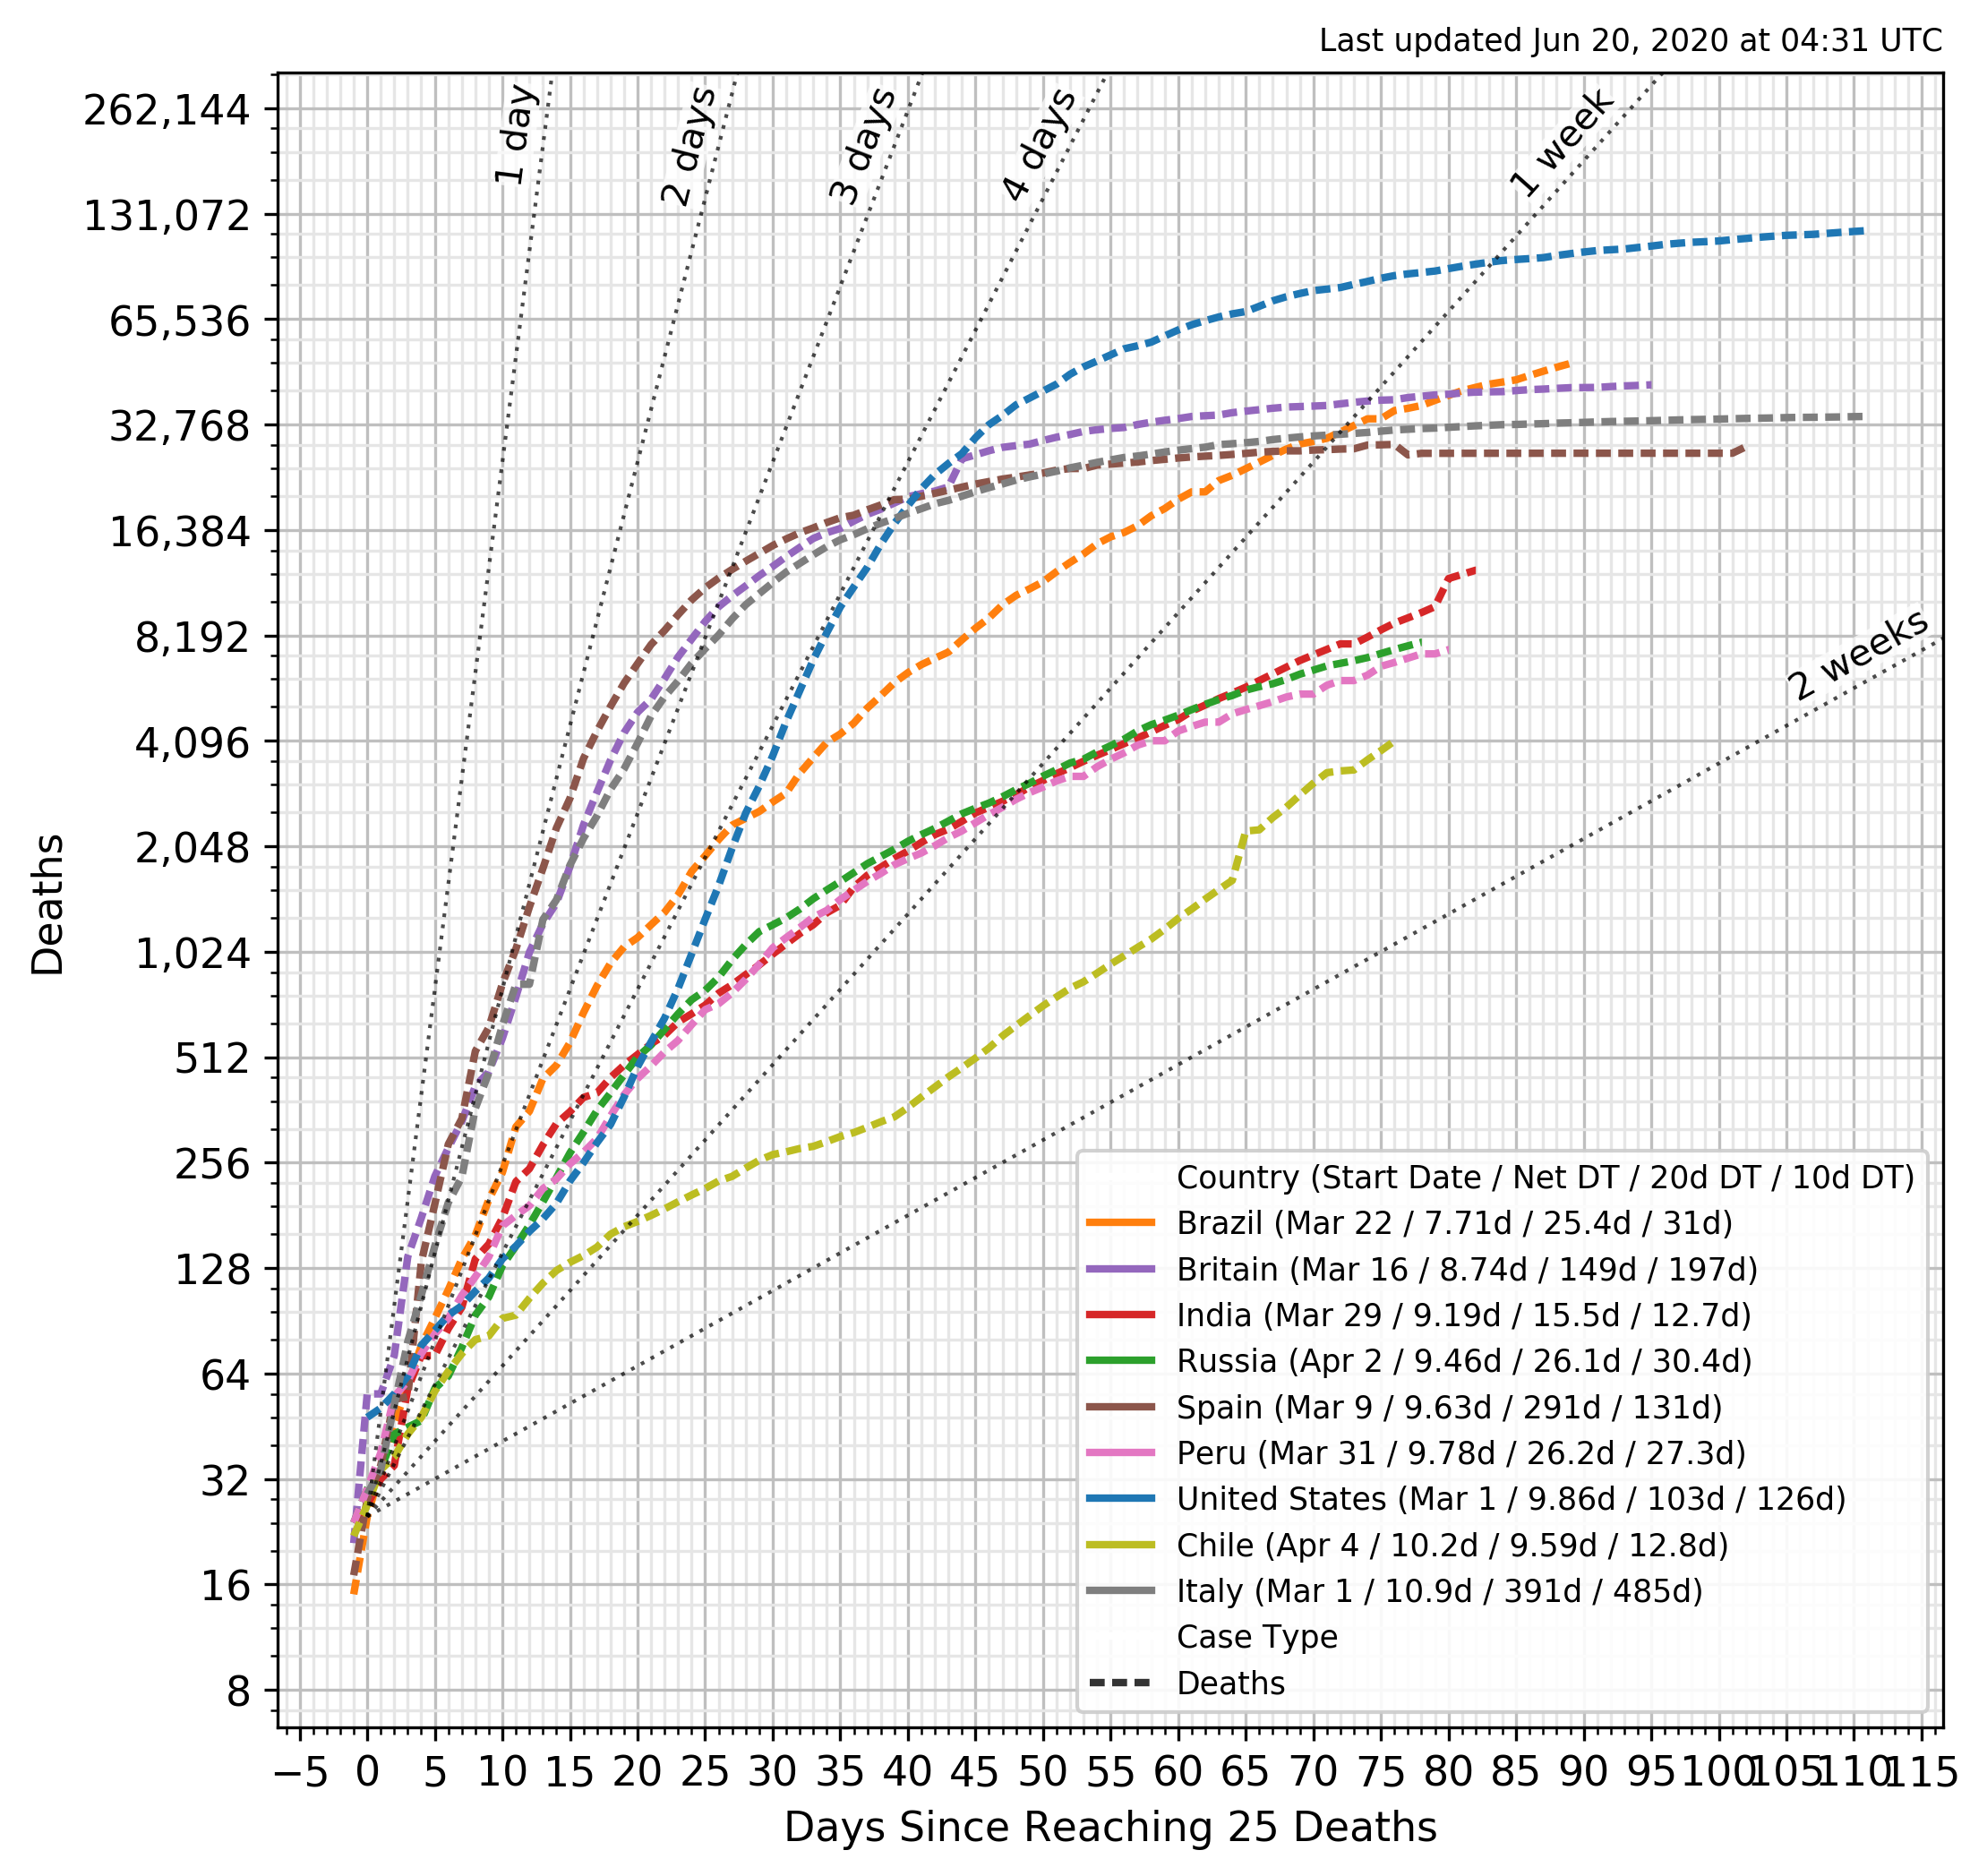 Last updated Jun 20, 2020 at 04:31 UTC
1 day
2 days
3 days
4 days
1 week
2 weeks
262,144
131,072
65,536
32,768
16,384
8,192
4,096
2,048
1,024
512
256
128
64
32
16
8
Deaths
Country (Start Date / Net DT / 20d DT / 10d DT)
Brazil (Mar 22 / 7.71d / 25.4d / 31d)
Britain (Mar 16 / 8.74d / 149d / 197d)
India (Mar 29 / 9.19d / 15.5d / 12.7d)
Russia (Apr 2 / 9.46d / 26.1d / 30.4d)
Spain (Mar 9 / 9.63d / 291d / 131d)
Peru (Mar 31 / 9.78d / 26.2d / 27.3d)
United States (Mar 1 / 9.86d / 103d / 126d)
Chile (Apr 4 / 10.2d / 9.59d / 12.8d)
Italy (Mar 1 / 10.9d / 391d / 485d)
Case Type
Deaths
−5 0 5 10 15 20 25 30 35 40 45 50 55 60 65 70 75 80 85 90 95 100 105 110 115
Days Since Reaching 25 Deaths